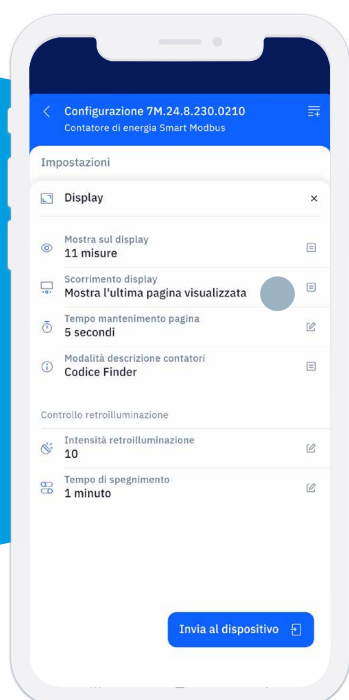 Configurazione 7M.24.8.230.0210
Contatore di energia Smart Modbus
Impostazioni
Display
Mostra sul display
11 misure
Scorrimento display
Mostra l'ultima pagina visualizzata
Tempo mantenimento pagina
5 secondi
Modalità descrizione contatori
Codice Finder
Controllo retroilluminazione
Intensità retroilluminazione
10
Tempo di spegnimento
1 minuto
Invia al dispositivo